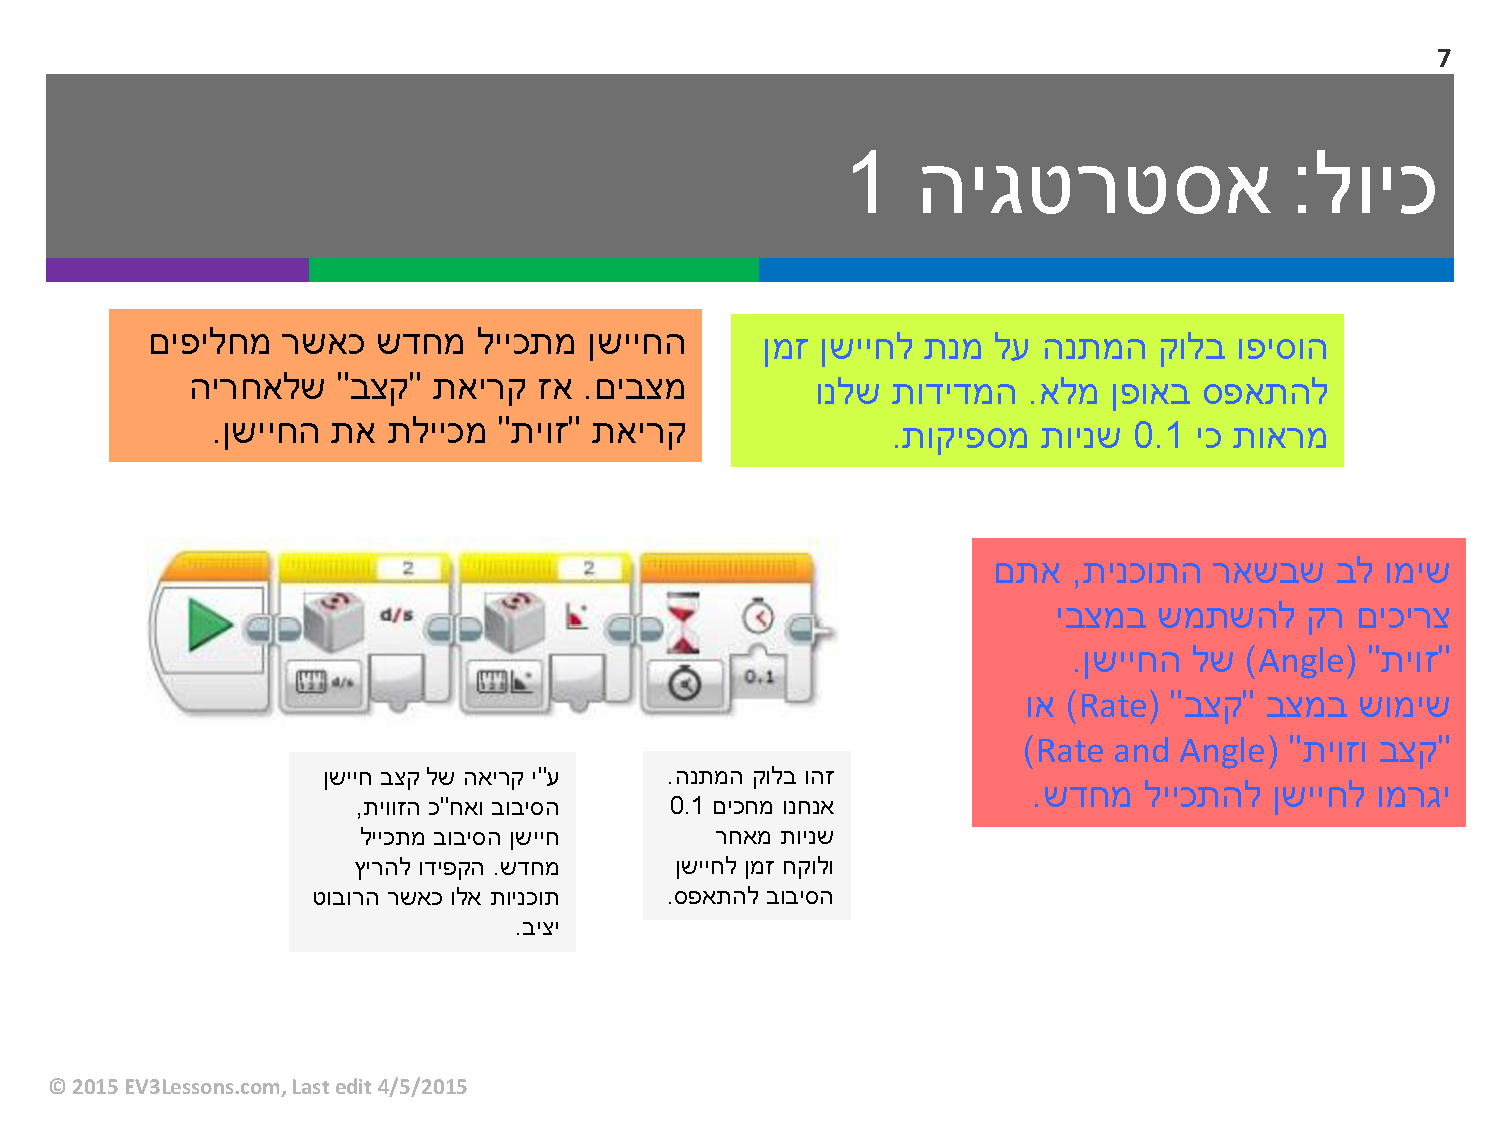 7
כיול: אסטרטגיה 1
הוסיפו בלוק המתנה על מנת לחיישן זמן
להתאפס באופן מלא. המדידות שלנו
מראות כי 0.1 שניות מספיקות.
החיישן מתכייל מחדש כאשר מחליפים
מצבים. אז קריאת "קצב" שלאחריה
קריאת "זוית" מכיילת את החיישן.
שימו לב שבשאר התוכנית, אתם
צריכים רק להשתמש במצבי
"זוית" (Angle) של החיישן.
שימוש במצב "קצב" (Rate) או
"קצב וזוית" (Rate and Angle)
יגרמו לחיישן להתכייל מחדש.
2
2
d/s
d/s
0.1
ע"י קריאה של קצב חיישן
הסיבוב ואח"כ הזווית,
חיישן הסיבוב מתכייל
מחדש. הקפידו להריץ
תוכניות אלו כאשר הרובוט
יציב.
זהו בלוק המתנה.
אנחנו מחכים 0.1
שניות מאחר
ולוקח זמן לחיישן
הסיבוב להתאפס.
© 2015 EV3Lessons.com, Last edit 4/5/2015